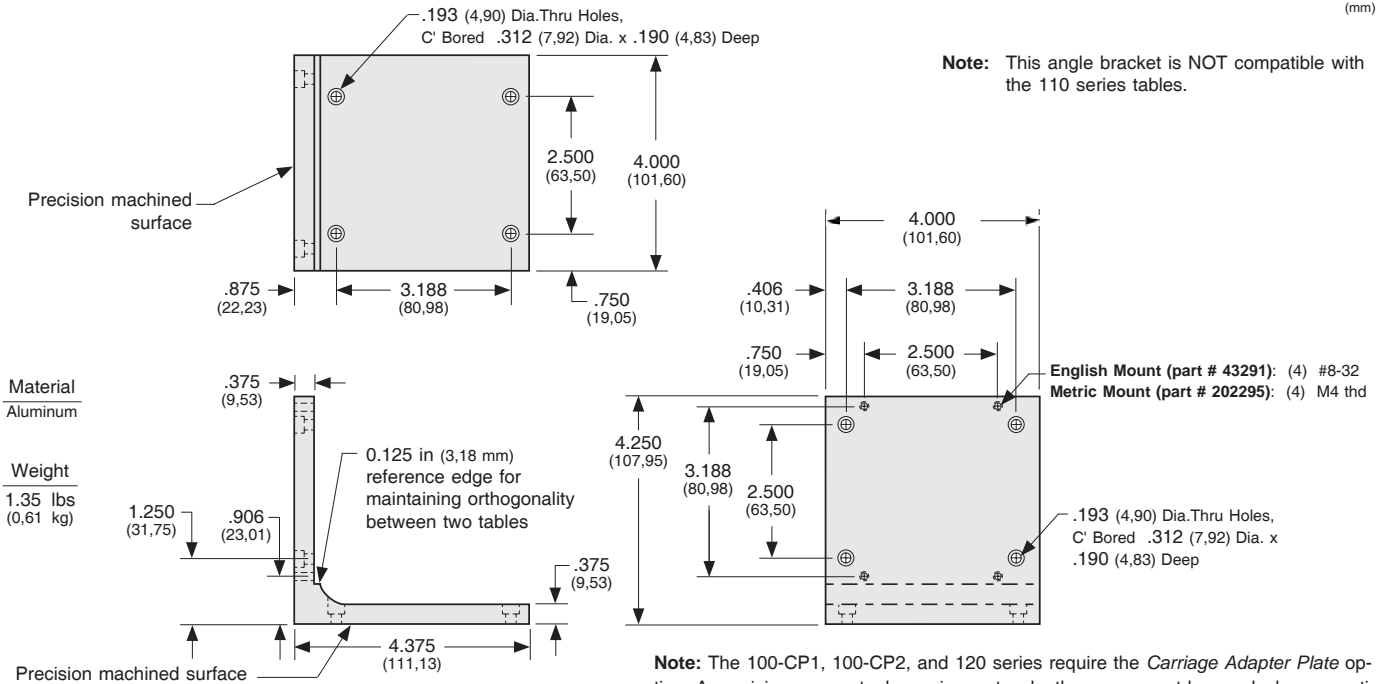 (mm)
.193 (4,90) Dia.Thru Holes,
C' Bored .312 (7,92) Dia. x .190 (4,83) Deep
Note: This angle bracket is NOT compatible with
the 110 series tables.
2.500
(63,50)
4.000
(101,60)
Precision machined
surface
.875
(22,23)
3.188
(80,98)
.750
(19,05)
4.000
(101,60)
.406
(10,31)
3.188
(80,98)
.750
(19,05)
2.500
(63,50)
English Mount (part # 43291): (4) #8-32
Metric Mount (part # 202295): (4) M4 thd
Material
Aluminum
Weight
1.35 lbs
(0,61 kg)
.375
(9,53)
0.125 in (3,18 mm)
reference edge for
maintaining orthogonality
between two tables
1.250
(31,75)
.906
(23,01)
.375
(9,53)
4.375
(111,13)
Precision machined surface
4.250
(107,95)
3.188
(80,98)
2.500
(63,50)
.193 (4,90) Dia.Thru Holes,
C' Bored .312 (7,92) Dia. x
.190 (4,83) Deep
Note: The 100-CP1, 100-CP2, and 120 series require the Carriage Adapter Plate op-